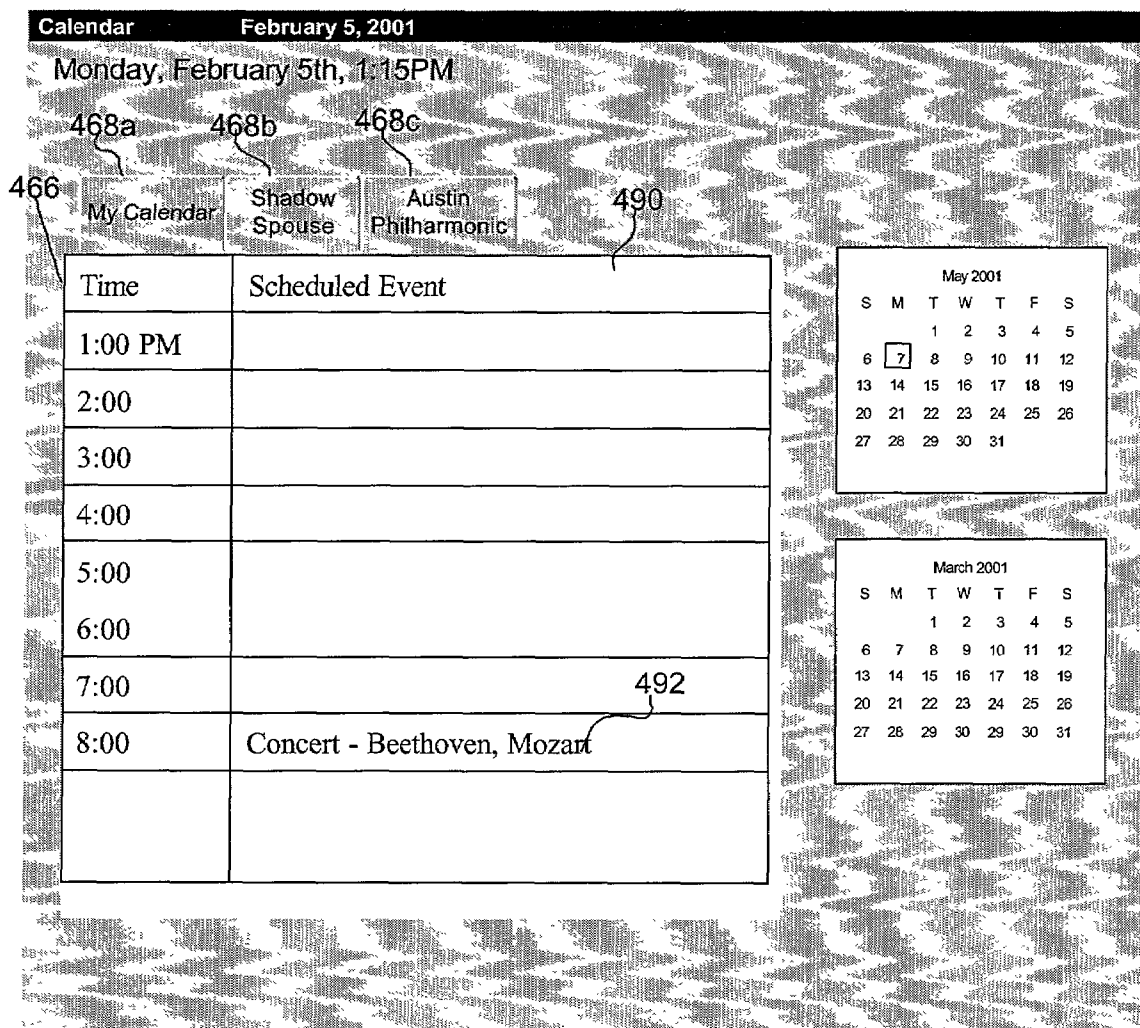 Calendar February 5, 2001
Monday, February 5th, 1:15PM
468a 468b 468c
466
My Calendar
Shadow
Spouse
Austin
Philharmonic
490
Time Scheduled Event
1:00 PM
2:00
3:00
4:00
5:00
6:00
7:00
492
8:00 Concert - Beethoven, Mozart
May 2001
S M T W T F S
1 2 3 4 5
6 7 8 9 10 11 12
13 14 15 16 17 18 19
20 21 22 23 24 25 26
27 28 29 30 31
March 2001
S M T W T F S
1 2 3 4 5
6 7 8 9 10 11 12
13 14 15 16 17 18 19
20 21 22 23 24 25 26
27 28 29 30 29 30 31